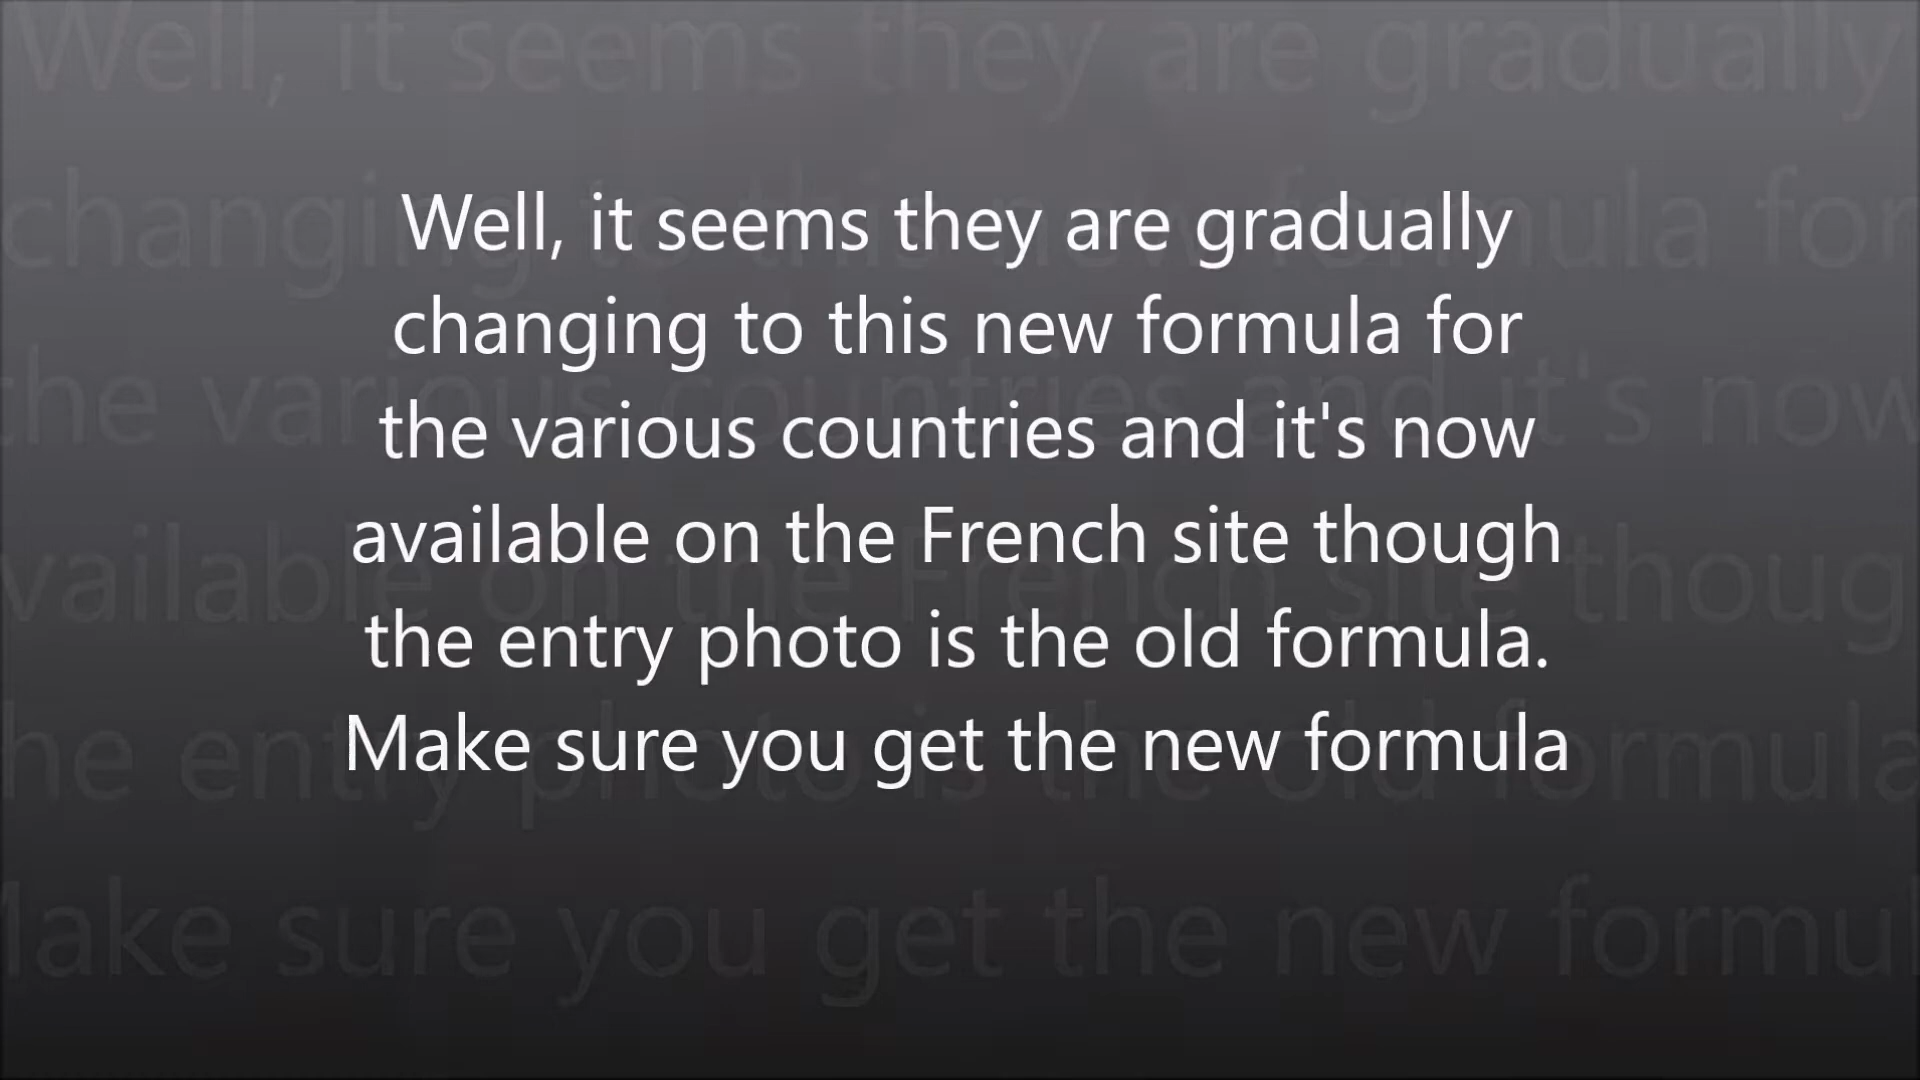 Well, it seems they are gradually
changing to this new formula for
the various countries and it's now
available on the French site though
the entry photo is the old formula.
Make sure you get the new formula